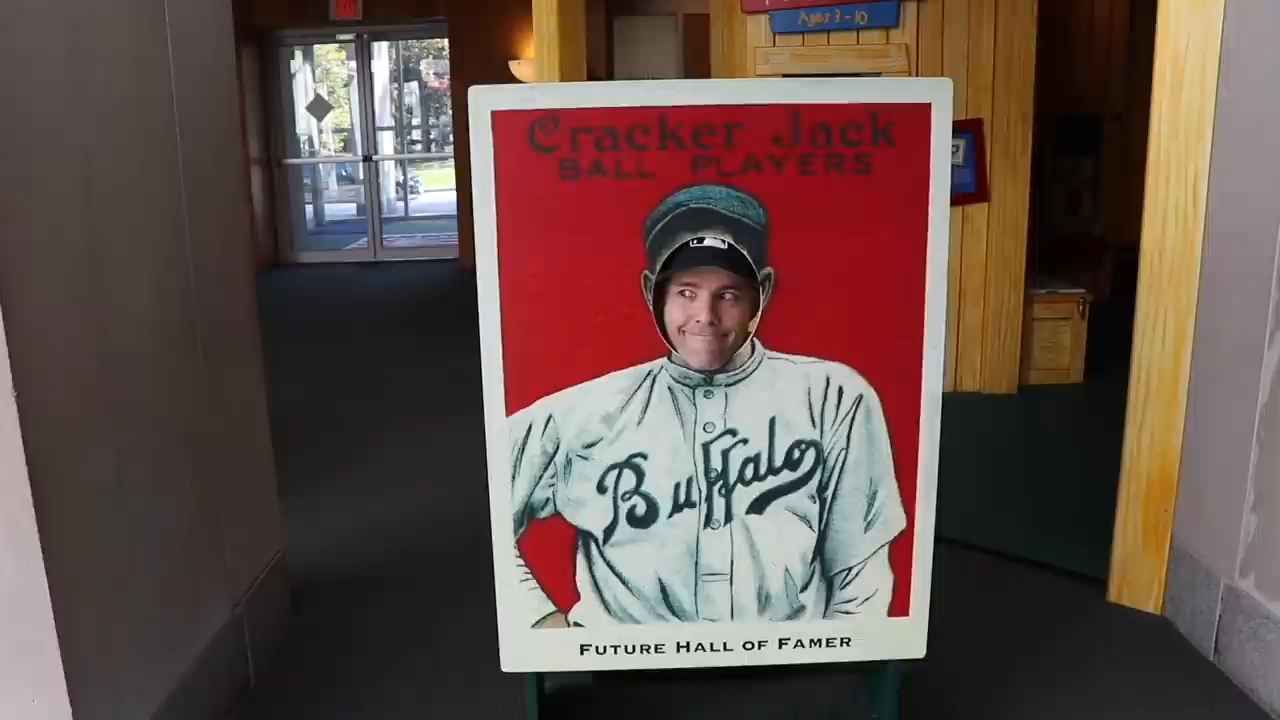 Ages 3-10
Cracker Jack
BALL PLAYERS
Buffalo
FUTURE HALL OF FAMER